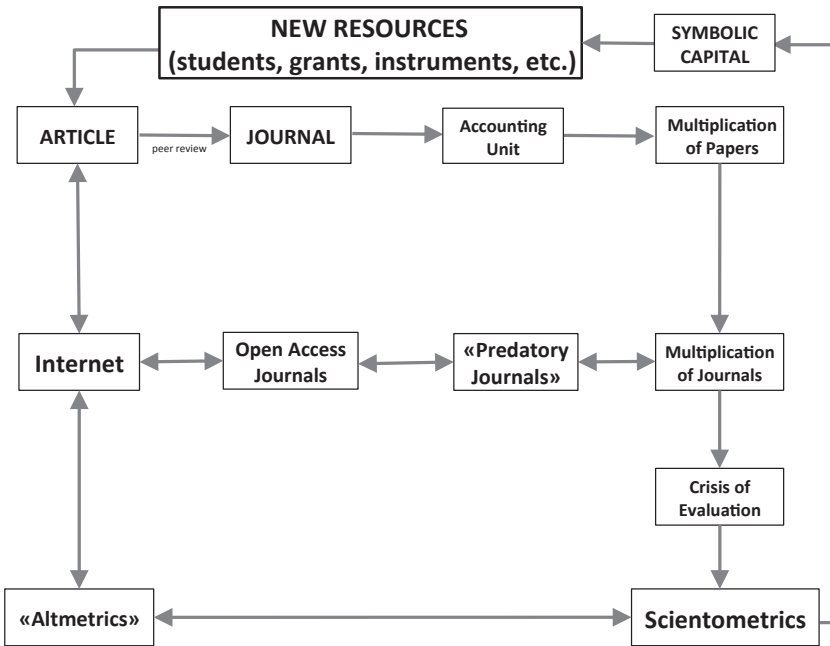 NEW RESOURCES
(students, grants, instruments, etc.)
SYMBOLIC
CAPITAL
ARTICLE
peer review
JOURNAL
Accounting
Unit
Multiplication
of Papers
Internet
Open Access
Journals
«Predatory
Journals»
Multiplication
of Journals
Crisis of
Evaluation
«Altmetrics»
Scientometrics